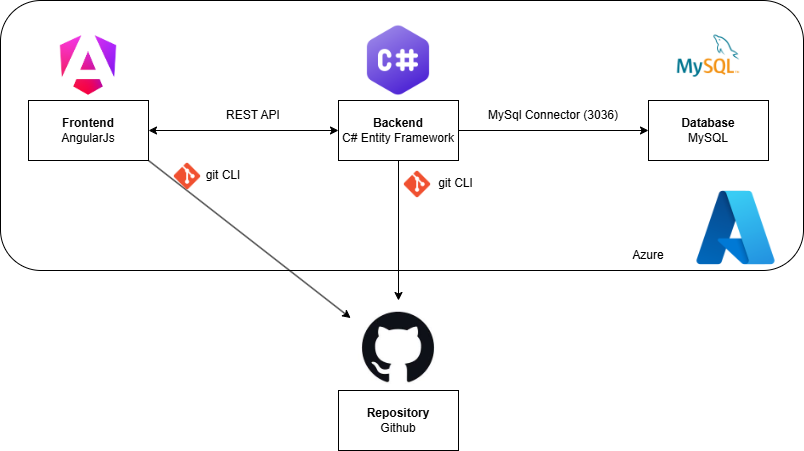 C#
MySQL™
Frontend
AngularJs
REST API
Backend
C# Entity Framework
MySql Connector (3036)
Database
MySQL
git CLI
git CLI
Azure
Repository
Github